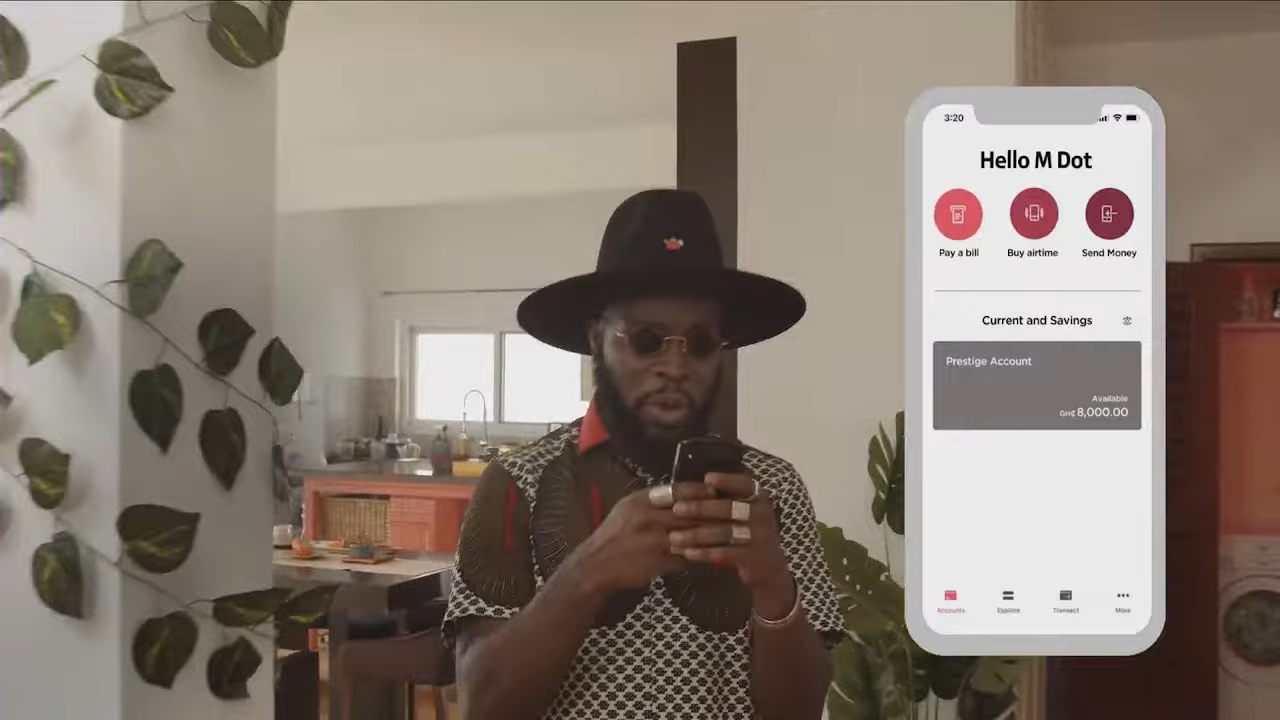 3:20
Hello M Dot
Pay a bill
Buy airtime
Send Money
Current and Savings
Prestige Account
Available
GH¢ 8,000.00
Accounts
Explore
Transact
More